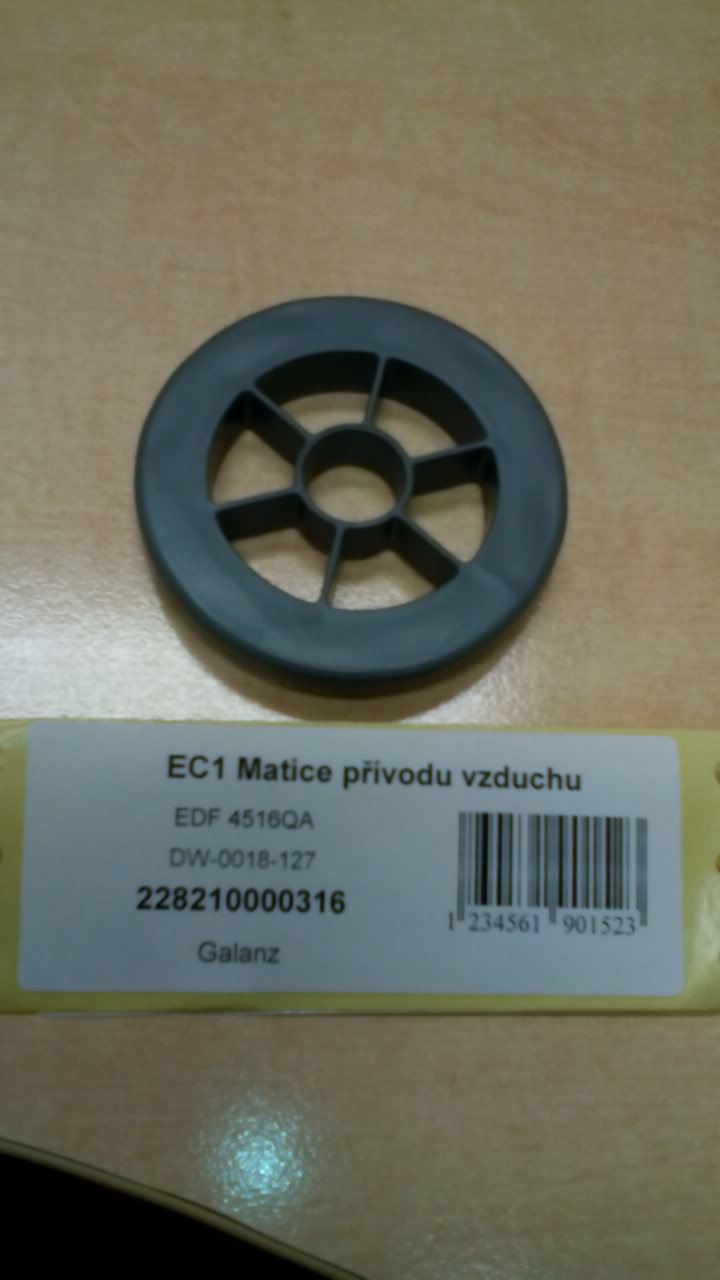 EC1 Matice přívodu vzduchu
EDF 4516QA
DW-0018-127
228210000316
Galanz
1 234561 901523